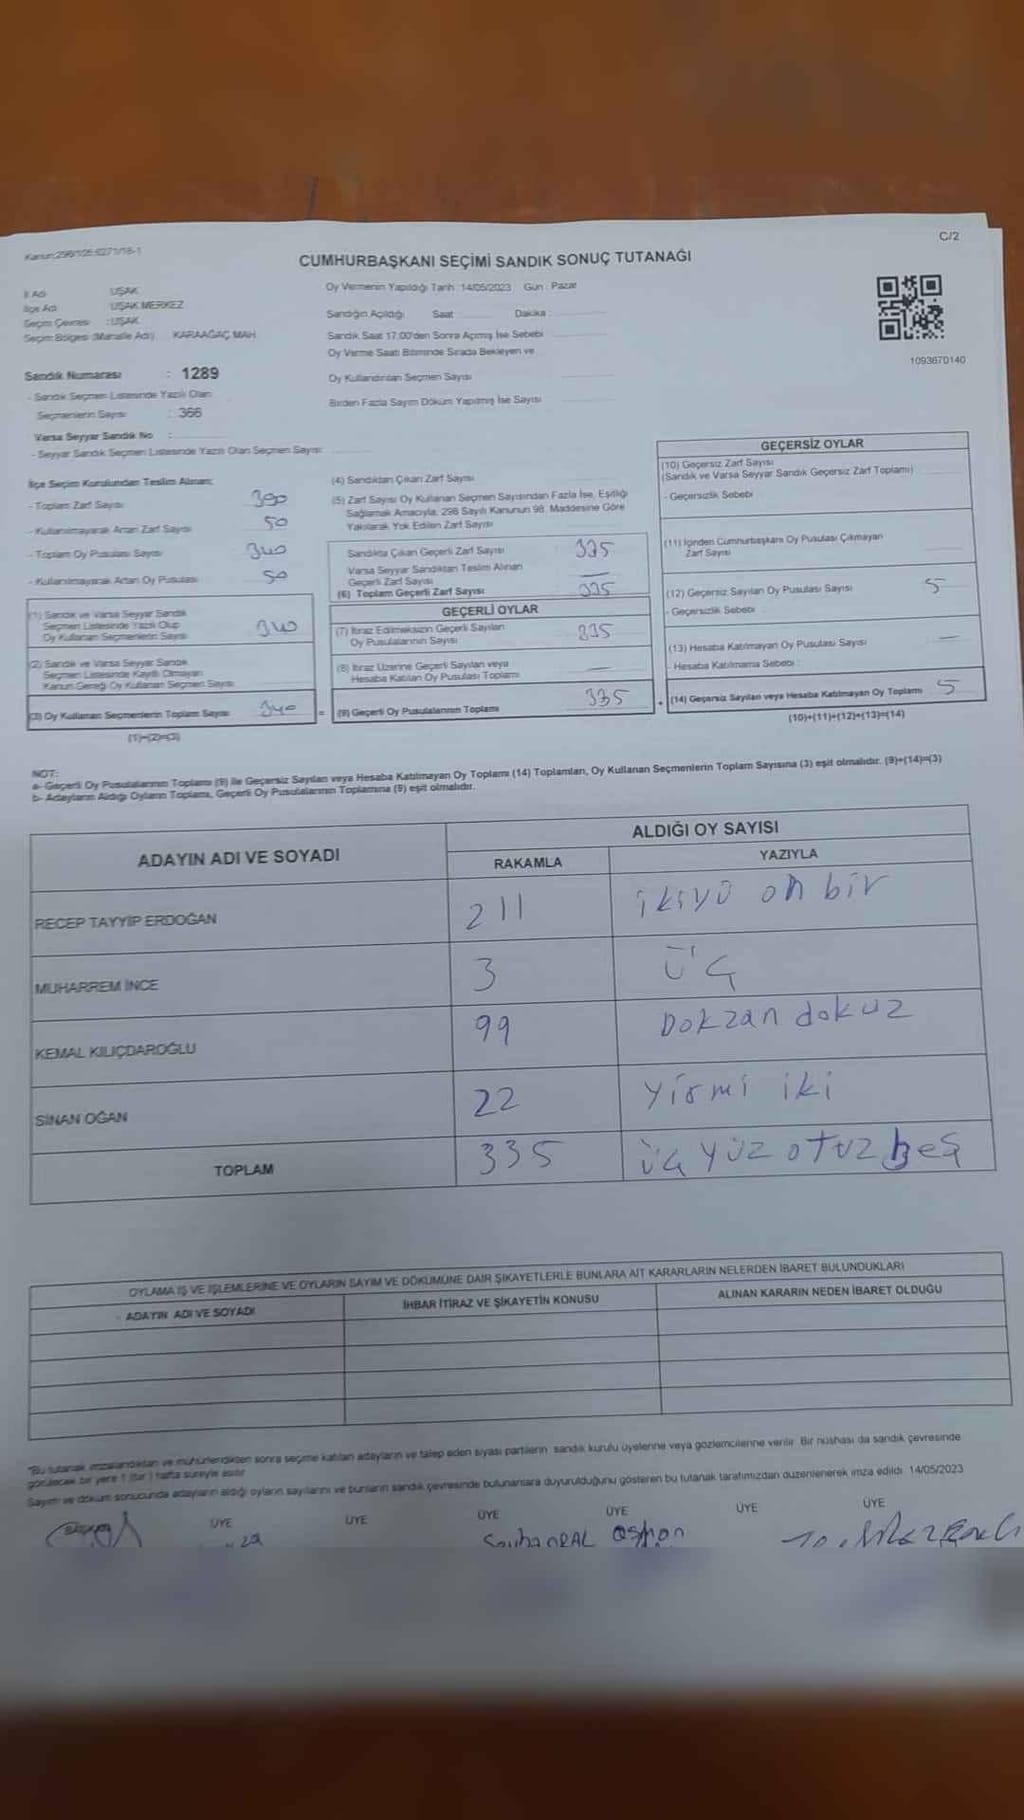 C/2
Kanun:298/105.6271/18-1
CUMHURBAŞKANI SEÇİMİ SANDIK SONUÇ TUTANAĞI
İl Adı : UŞAK
İlçe Adı : UŞAK MERKEZ
Seçim Çevresi : UŞAK
Seçim Bölgesi (Mahalle Adı) : KARAAĞAÇ MAH.
Sandık Numarası : 1289
- Sandık Seçmen Listesinde Yazılı Olan
Seçmenlerin Sayısı : 366
Varsa Seyyar Sandık No :
- Seyyar Sandık Seçmen Listesinde Yazılı Olan Seçmen Sayısı:
Oy Vermenin Yapıldığı Tarih :14/05/2023 Gün : Pazar
Sandığın Açıldığı Saat Dakika :
Sandık Saat 17.00'den Sonra Açmış İse Sebebi
Oy Verme Saati Bitiminde Sırada Bekleyen ve
Oy Kullandırılan Seçmen Sayısı
Birden Fazla Sayım Döküm Yapılmış İse Sayısı
1093670140
İlçe Seçim Kurulundan Teslim Alınan;
- Toplam Zarf Sayısı
- Kullanılmayarak Artan Zarf Sayısı 50
- Toplam Oy Pusulası Sayısı 340
- Kullanılmayarak Artan Oy Pusulası 50
(1) Sandık ve Varsa Seyyar Sandık
Seçmen Listesinde Yazılı Olup
Oy Kullanan Seçmenlerin Sayısı 340
(2) Sandık ve Varsa Seyyar Sandık
Seçmen Listesinde Kayıtlı Olmayan
Kanun Gereği Oy Kullanan Seçmen Sayısı
(3) Oy Kullanan Seçmenlerin Toplam Sayısı 340 =
(1)+(2)=(3)
(4) Sandıktan Çıkan Zarf Sayısı
(5) Zarf Sayısı Oy Kullanan Seçmen Sayısından Fazla İse, Eşitliği
Sağlamak Amacıyla, 298 Sayılı Kanunun 98. Maddesine Göre
Yakılarak Yok Edilen Zarf Sayısı
Sandıkta Çıkan Geçerli Zarf Sayısı 335
Varsa Seyyar Sandıktan Teslim Alınan
Geçerli Zarf Sayısı —
(6) Toplam Geçerli Zarf Sayısı 335
GEÇERLİ OYLAR
(7) İtiraz Edilmeksizin Geçerli Sayılan
Oy Pusulalarının Sayısı 335
(8) İtiraz Üzerine Geçerli Sayılan veya
Hesaba Katılan Oy Pusulası Toplamı —
(9) Geçerli Oy Pusulalarının Toplamı 335 +
GEÇERSİZ OYLAR
(10) Geçersiz Zarf Sayısı
(Sandık ve Varsa Seyyar Sandık Geçersiz Zarf Toplamı)
- Geçersizlik Sebebi
(11) İçinden Cumhurbaşkanı Oy Pusulası Çıkmayan
Zarf Sayısı
(12) Geçersiz Sayılan Oy Pusulası Sayısı 5
- Geçersizlik Sebebi :
(13) Hesaba Katılmayan Oy Pusulası Sayısı —
- Hesaba Katılmama Sebebi :
(14) Geçersiz Sayılan veya Hesaba Katılmayan Oy Toplamı 5
(10)+(11)+(12)+(13)=(14)
NOT:
a- Geçerli Oy Pusulalarının Toplamı (9) ile Geçersiz Sayılan veya Hesaba Katılmayan Oy Toplamı (14) Toplamları, Oy Kullanan Seçmenlerin Toplam Sayısına (3) eşit olmalıdır. (9)+(14)=(3)
b- Adayların Aldığı Oyların Toplamı, Geçerli Oy Pusulalarının Toplamına (9) eşit olmalıdır.
ADAYIN ADI VE SOYADI
ALDIĞI OY SAYISI
RAKAMLA YAZIYLA
RECEP TAYYİP ERDOĞAN 211 ikiyü on bir
MUHARREM İNCE 3 üç
KEMAL KILIÇDAROĞLU 99 Dokzan dokuz
SİNAN OĞAN 22 Yirmi iki
TOPLAM 335 üç yüz otuz beş
OYLAMA İŞ VE İŞLEMLERİNE VE OYLARIN SAYIM VE DÖKÜMÜNE DAİR ŞİKAYETLERLE BUNLARA AİT KARARLARIN NELERDEN İBARET BULUNDUKLARI
ADAYIN ADI VE SOYADI İHBAR İTİRAZ VE ŞİKAYETİN KONUSU ALINAN KARARIN NEDEN İBARET OLDUĞU
*Bu tutanak imzalandıktan ve mühürlendikten sonra seçime katılan adayların ve talep eden siyasi partilerin sandık kurulu üyelerine veya gözlemcilerine verilir. Bir nüshası da sandık çevresinde
görülecek bir yere 1 (bir) hafta süreyle asılır.
Sayım ve döküm sonucunda adayların aldığı oyların sayılarını ve bunların sandık çevresinde bulunanlara duyurulduğunu gösteren bu tutanak tarafımızdan düzenlenerek imza edildi. 14/05/2023
ÜYE ÜYE ÜYE ÜYE ÜYE ÜYE